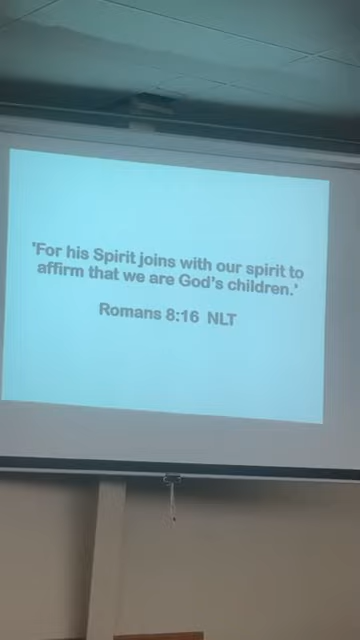 'For his Spirit joins with our spirit to
affirm that we are God's children.'
Romans 8:16 NLT